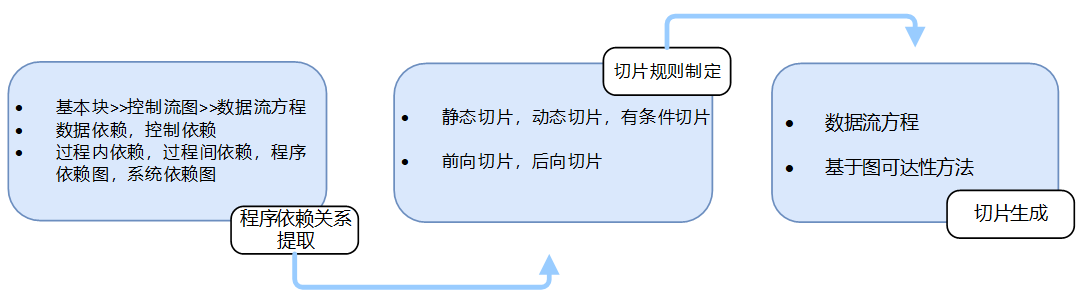 • 基本块>>控制流图>>数据流方程
• 数据依赖，控制依赖
• 过程内依赖，过程间依赖，程序
依赖图，系统依赖图
程序依赖关系
提取
切片规则制定
• 静态切片，动态切片，有条件切片
• 前向切片，后向切片
• 数据流方程
• 基于图可达性方法
切片生成